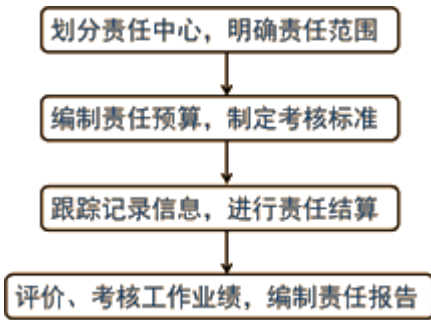 划分责任中心，明确责任范围
编制责任预算，制定考核标准
跟踪记录信息，进行责任结算
评价、考核工作业绩，编制责任报告